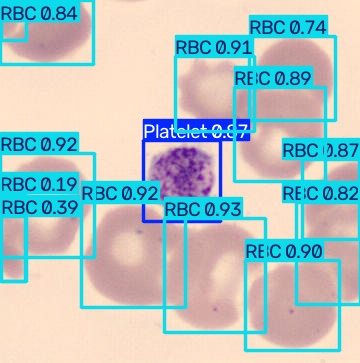 RBC 0.84
RBC 0.74
RBC 0.91
RBC 0.89
Platelet 0.87
RBC 0.87
RBC 0.92
RBC 0.19
RBC 0.92
RBC 0.82
RBC 0.39
RBC 0.93
RBC 0.90